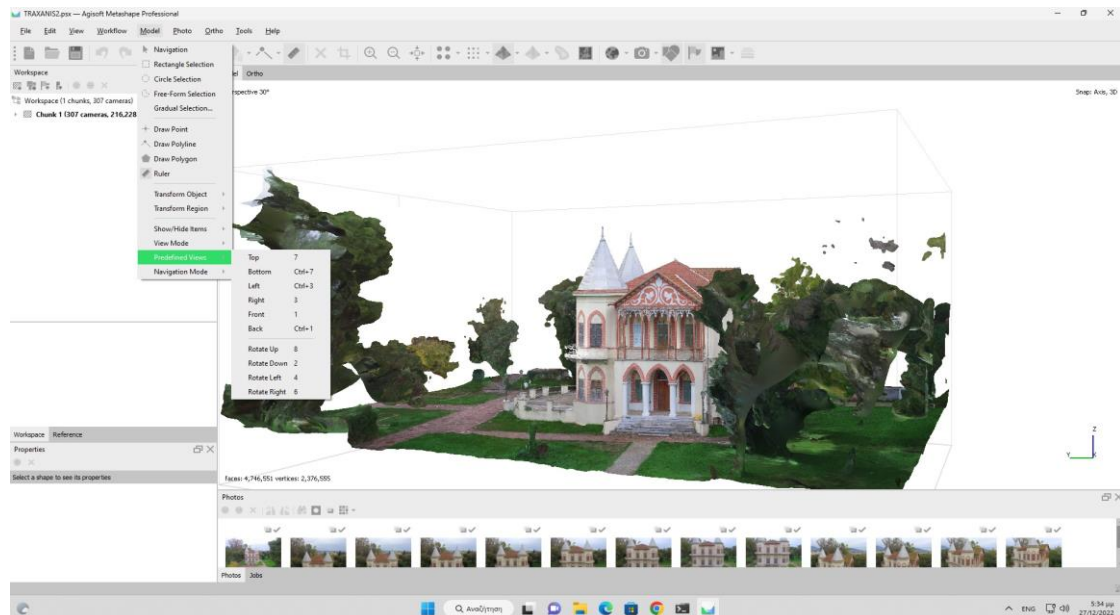 TRAXANIS2.psx — Agisoft Metashape Professional
File Edit View Workflow Model Photo Ortho Tools Help
Workspace
Workspace (1 chunks, 307 cameras)
Chunk 1 (307 cameras, 216,228
Navigation
Rectangle Selection
Circle Selection
Free-Form Selection
Gradual Selection...
Draw Point
Draw Polyline
Draw Polygon
Ruler
Transform Object
Transform Region
Show/Hide Items
View Mode
Predefined Views
Navigation Mode
Top 7
Bottom Ctrl+7
Left Ctrl+3
Right 3
Front 1
Back Ctrl+1
Rotate Up 8
Rotate Down 2
Rotate Left 4
Rotate Right 6
Ortho
Snap: Axis, 3D
Z
Y
Workspace Reference
Properties
Select a shape to see its properties
faces: 4,746,551 vertices: 2,376,555
Photos
Photos Jobs
Αναζήτηση
ENG 5:34 μμ
27/12/2022